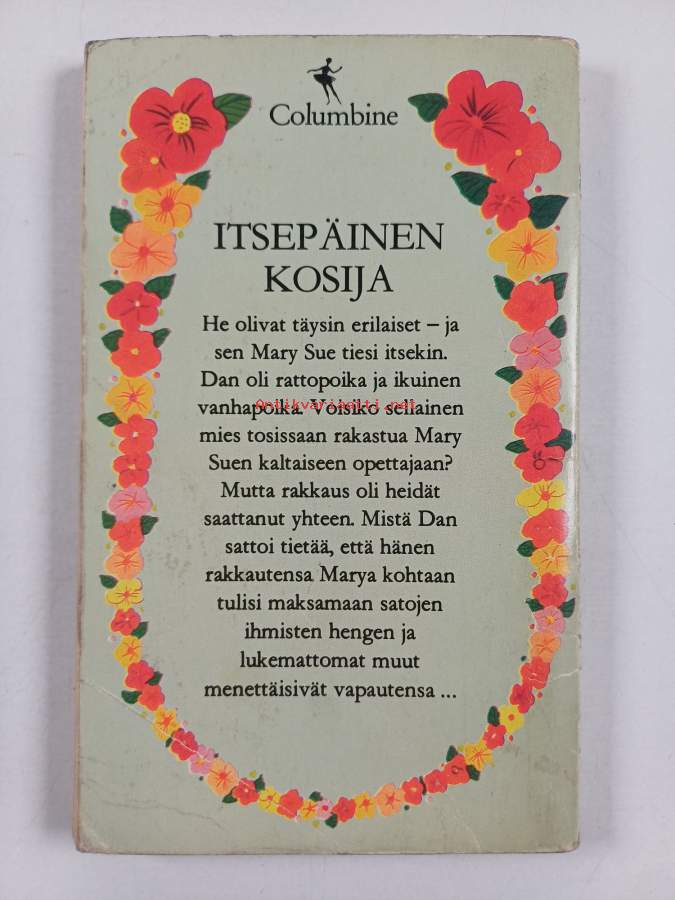 Columbine
ITSEPÄINEN
KOSIJA
He olivat täysin erilaiset – ja
sen Mary Sue tiesi itsekin.
Dan oli rattopoika ja ikuinen
Antikvariaatti.net
vanhapoika. Voisiko sellainen
mies tosissaan rakastua Mary
Suen kaltaiseen opettajaan?
Mutta rakkaus oli heidät
saattanut yhteen. Mistä Dan
sattoi tietää, että hänen
rakkautensa Marya kohtaan
tulisi maksamaan satojen
ihmisten hengen ja
lukemattomat muut
menettäisivät vapautensa ...